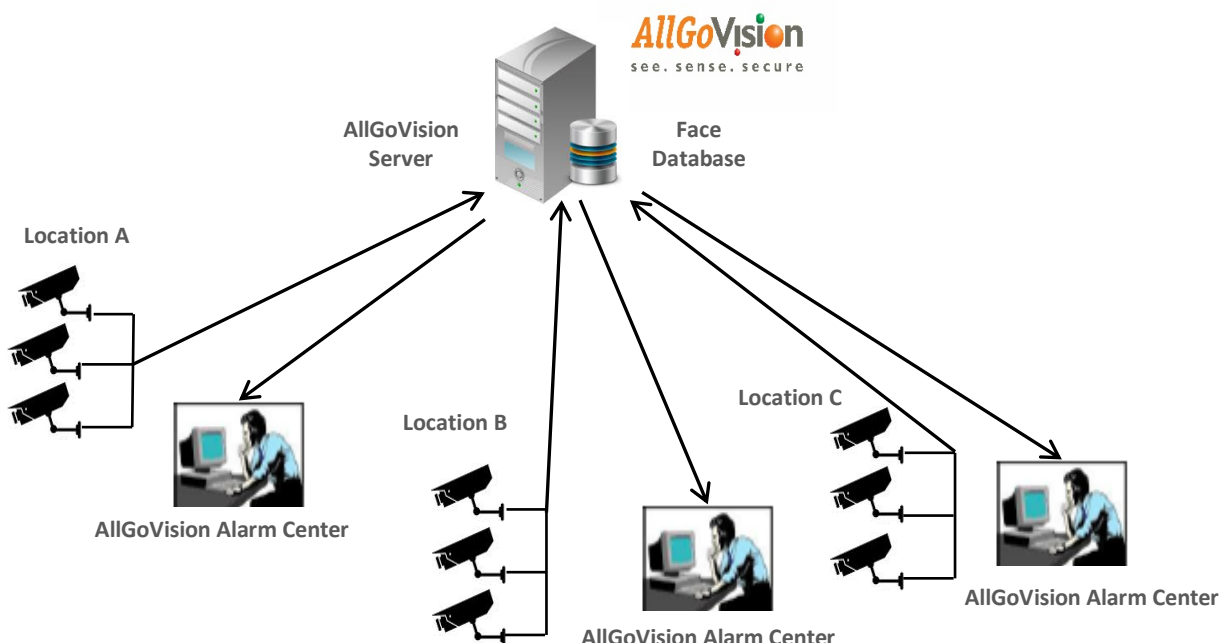 AllGoVision
see. sense. secure
AllGoVision
Server
Face
Database
Location A
Location B
Location C
AllGoVision Alarm Center
AllGoVision Alarm Center
AllGoVision Alarm Center